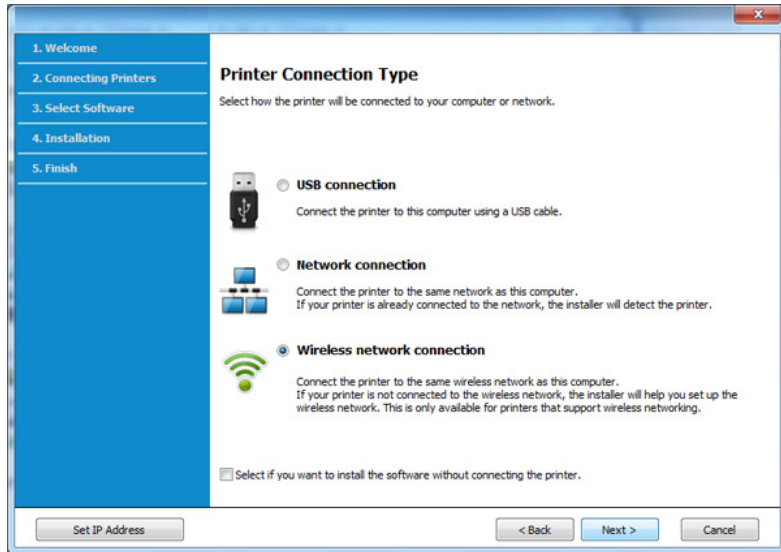 1. Welcome
2. Connecting Printers
3. Select Software
4. Installation
5. Finish
Printer Connection Type
Select how the printer will be connected to your computer or network.
USB connection
Connect the printer to this computer using a USB cable.
Network connection
Connect the printer to the same network as this computer.
If your printer is already connected to the network, the installer will detect the printer.
Wireless network connection
Connect the printer to the same wireless network as this computer.
If your printer is not connected to the wireless network, the installer will help you set up the
wireless network. This is only available for printers that support wireless networking.
Select if you want to install the software without connecting the printer.
Set IP Address
< Back
Next >
Cancel